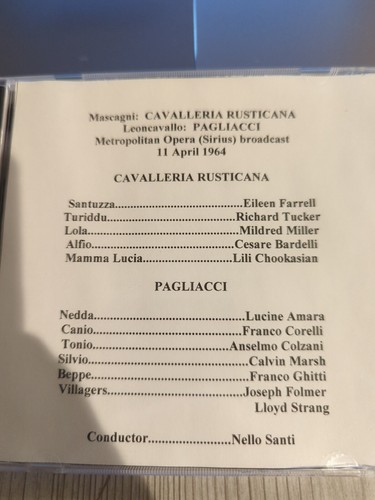 Mascagni: CAVALLERIA RUSTICANA
Leoncavallo: PAGLIACCI
Metropolitan Opera (Sirius) broadcast
11 April 1964
CAVALLERIA RUSTICANA
Santuzza..............................Eileen Farrell
Turiddu..............................Richard Tucker
Lola....................................Mildred Miller
Alfio...................................Cesare Bardelli
Mamma Lucia.....................Lili Chookasian
PAGLIACCI
Nedda..................................Lucine Amara
Canio...................................Franco Corelli
Tonio................................Anselmo Colzani
Silvio....................................Calvin Marsh
Beppe....................................Franco Ghitti
Villagers...............................Joseph Folmer
Lloyd Strang
Conductor.....................Nello Santi